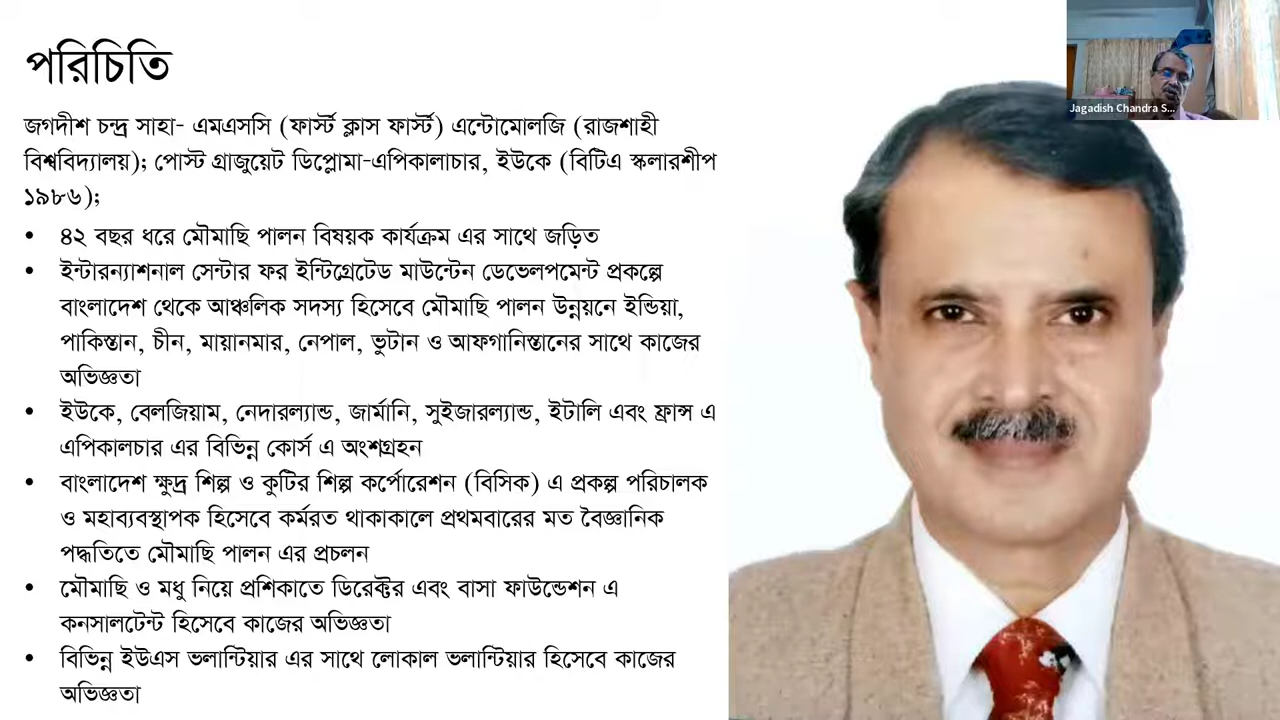 পরিচিতি
জগদীশ চন্দ্র সাহা- এমএসসি (ফার্স্ট ক্লাস ফার্স্ট) এন্টোমোলজি (রাজশাহী
বিশ্ববিদ্যালয়); পোস্ট গ্রাজুয়েট ডিপ্লোমা-এপিকালাচার, ইউকে (বিটিএ স্কলারশীপ
১৯৮৬);
• ৪২ বছর ধরে মৌমাছি পালন বিষয়ক কার্যক্রম এর সাথে জড়িত
• ইন্টারন্যাশনাল সেন্টার ফর ইন্টিগ্রেটেড মাউন্টেন ডেভেলপমেন্ট প্রকল্পে
বাংলাদেশ থেকে আঞ্চলিক সদস্য হিসেবে মৌমাছি পালন উন্নয়নে ইন্ডিয়া,
পাকিস্তান, চীন, মায়ানমার, নেপাল, ভুটান ও আফগানিস্তানের সাথে কাজের
অভিজ্ঞতা
• ইউকে, বেলজিয়াম, নেদারল্যান্ড, জার্মানি, সুইজারল্যান্ড, ইটালি এবং ফ্রান্স এ
এপিকালচার এর বিভিন্ন কোর্স এ অংশগ্রহন
• বাংলাদেশ ক্ষুদ্র শিল্প ও কুটির শিল্প কর্পোরেশন (বিসিক) এ প্রকল্প পরিচালক
ও মহাব্যবস্থাপক হিসেবে কর্মরত থাকাকালে প্রথমবারের মত বৈজ্ঞানিক
পদ্ধতিতে মৌমাছি পালন এর প্রচলন
• মৌমাছি ও মধু নিয়ে প্রশিকাতে ডিরেক্টর এবং বাসা ফাউন্ডেশন এ
কনসালটেন্ট হিসেবে কাজের অভিজ্ঞতা
• বিভিন্ন ইউএস ভলান্টিয়ার এর সাথে লোকাল ভলান্টিয়ার হিসেবে কাজের
অভিজ্ঞতা
Jagadish Chandra S...